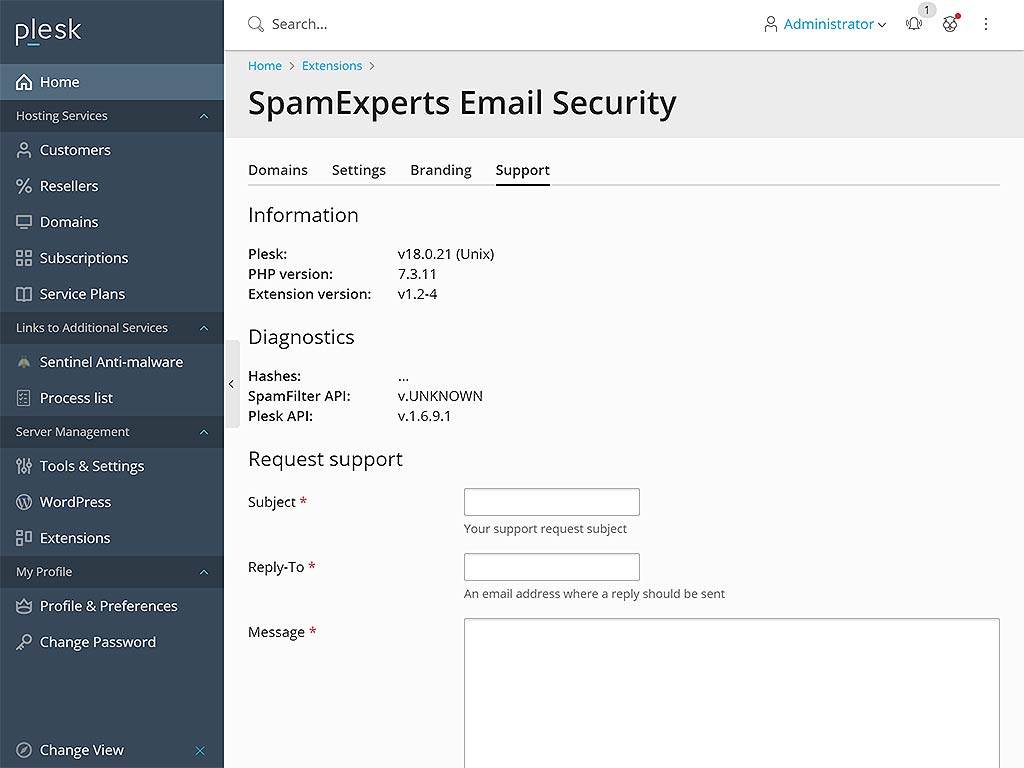 plesk
Search...
Administrator
1
Home
Hosting Services
Customers
Resellers
Domains
Subscriptions
Service Plans
Links to Additional Services
Sentinel Anti-malware
Process list
Server Management
Tools & Settings
WordPress
Extensions
My Profile
Profile & Preferences
Change Password
Change View
Home > Extensions >
SpamExperts Email Security
Domains Settings Branding Support
Information
Plesk: v18.0.21 (Unix)
PHP version: 7.3.11
Extension version: v1.2-4
Diagnostics
Hashes: ...
SpamFilter API: v.UNKNOWN
Plesk API: v.1.6.9.1
Request support
Subject *
Your support request subject
Reply-To *
An email address where a reply should be sent
Message *